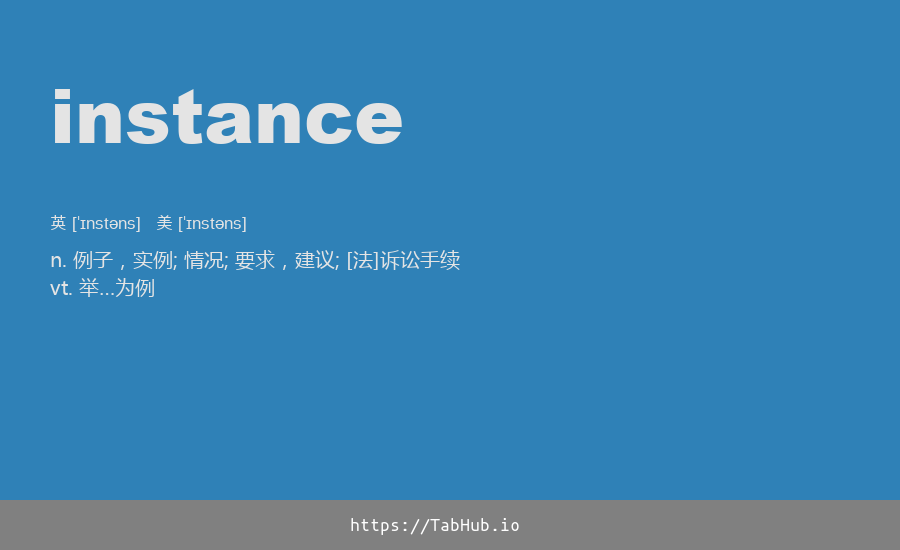 instance
英 [ˈɪnstəns] 美 [ˈɪnstəns]
n. 例子，实例; 情况; 要求，建议; [法]诉讼手续
vt. 举…为例
https://TabHub.io